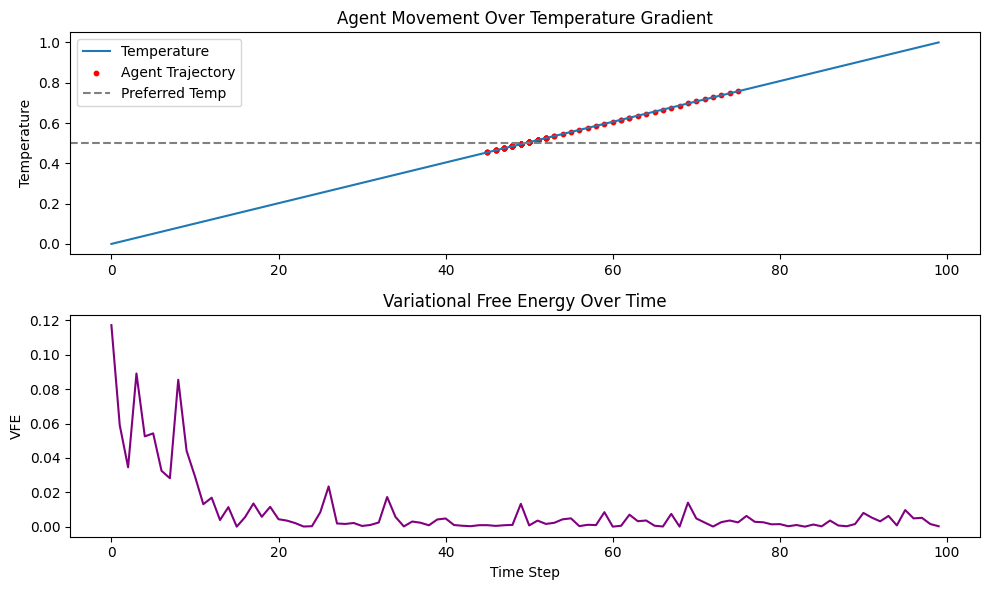 Agent Movement Over Temperature Gradient
Temperature
1.0
0.8
0.6
0.4
0.2
0.0
Temperature
Agent Trajectory
Preferred Temp
0 20 40 60 80 100
Variational Free Energy Over Time
VFE
0.12
0.10
0.08
0.06
0.04
0.02
0.00
0 20 40 60 80 100
Time Step